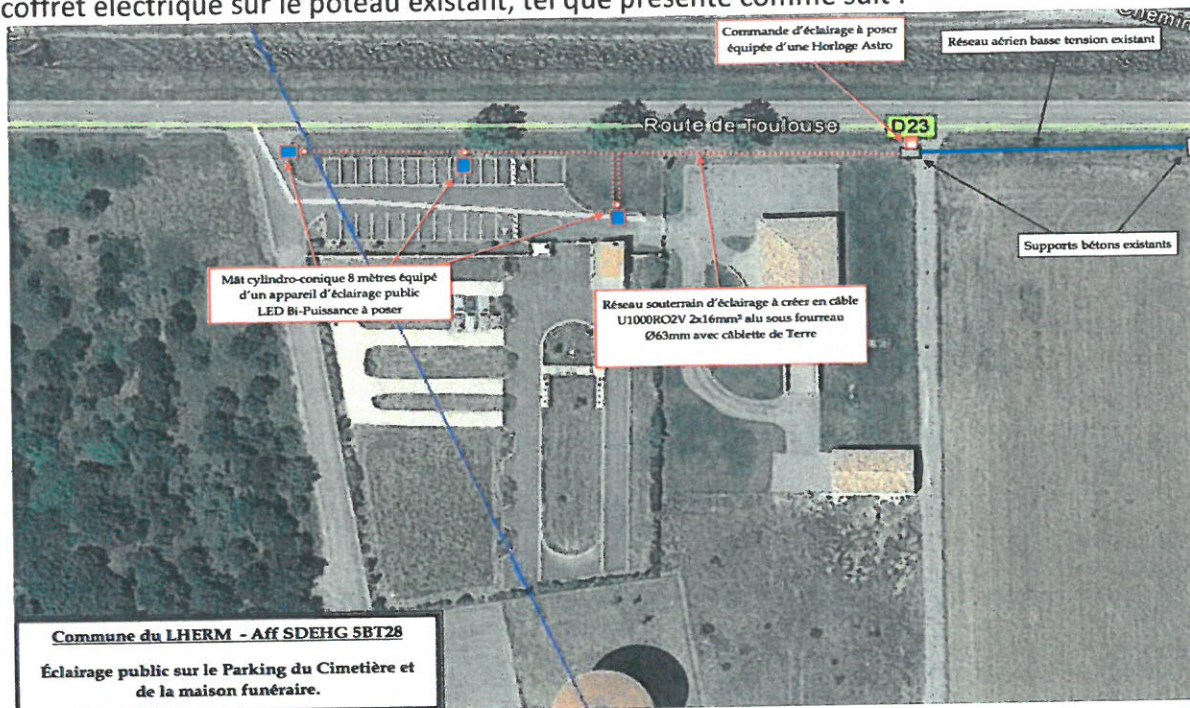 coffret électrique sur le poteau existant, tel que présenté comme suit :
Chemin
Commande d'éclairage à poser
équipée d'une Horloge Astro
Réseau aérien basse tension existant
Route de Toulouse
D23
Supports bétons existants
Mât cylindro-conique 8 mètres équipé
d'un appareil d'éclairage public
LED Bi-Puissance à poser
Réseau souterrain d'éclairage à créer en câble
U1000RO2V 2x16mm² alu sous fourreau
Ø63mm avec câblette de Terre
Commune du LHERM - Aff SDEHG 5BT28
Éclairage public sur le Parking du Cimetière et
de la maison funéraire.